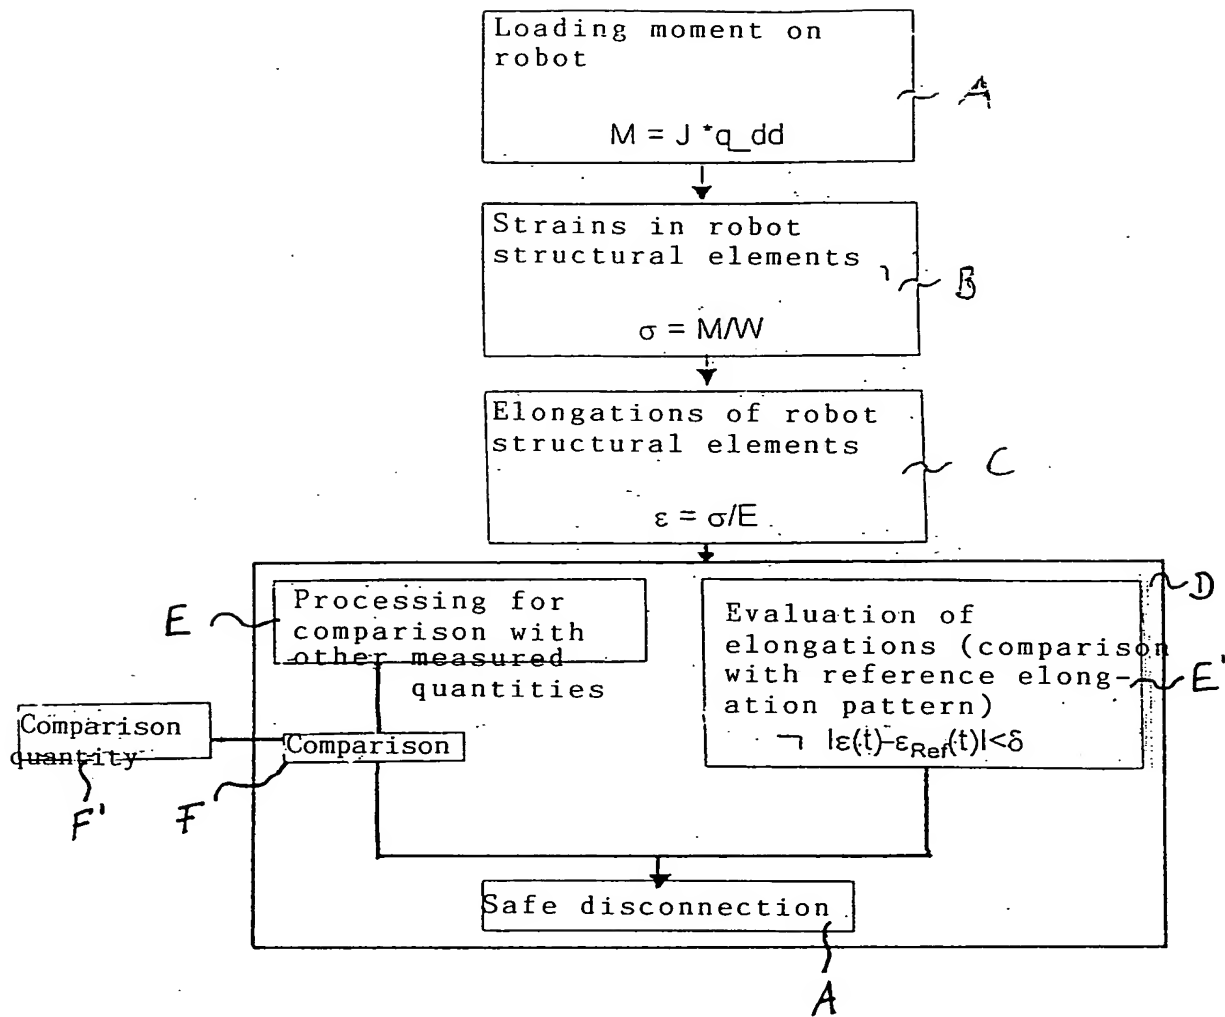 Loading moment on
robot
A
M = J *q_dd
Strains in robot
structural elements
B
σ = M/W
Elongations of robot
structural elements
C
ε = σ/E
D
E
Processing for
comparison with
other measured
quantities
Evaluation of
elongations (comparison
with reference elong-
ation pattern)
E'
¬ |ε(t)-εRef(t)|<δ
Comparison
quantity
F'
Comparison
F
Safe disconnection
A